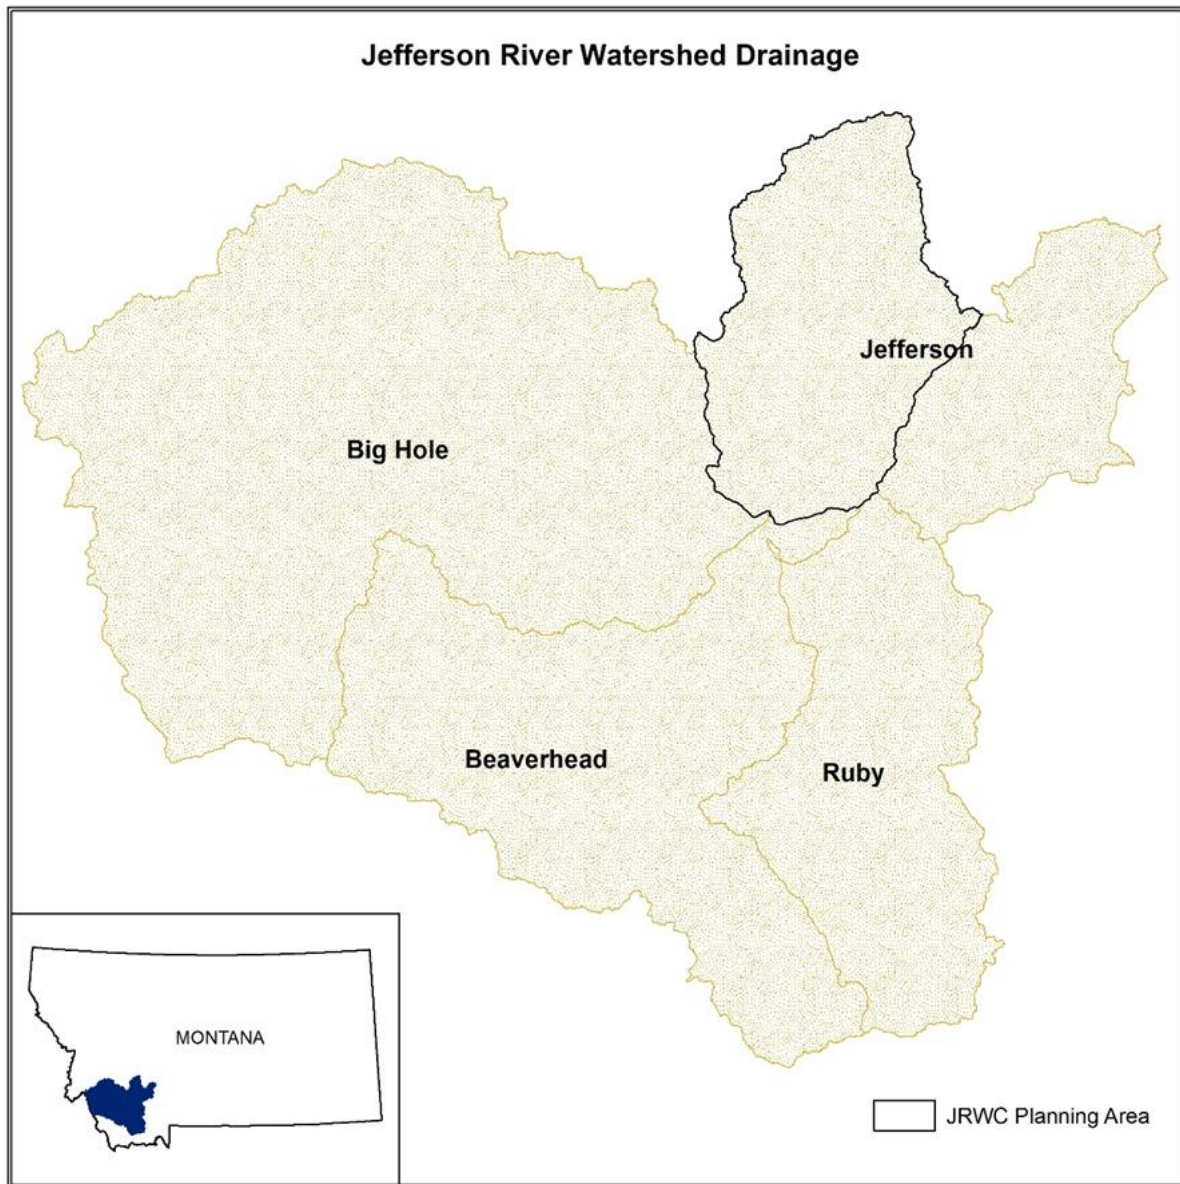 Jefferson River Watershed Drainage
Jefferson
Big Hole
Beaverhead
Ruby
MONTANA
JRWC Planning Area